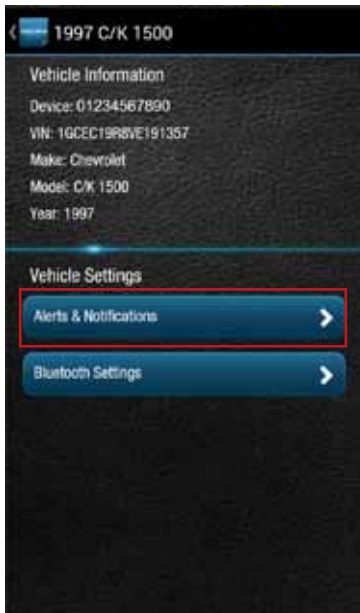 1997 C/K 1500
Vehicle Information
Device: 01234567890
VIN: 1GCEC19R8VE191357
Make: Chevrolet
Model: C/K 1500
Year: 1997
Vehicle Settings
Alerts & Notifications
Bluetooth Settings